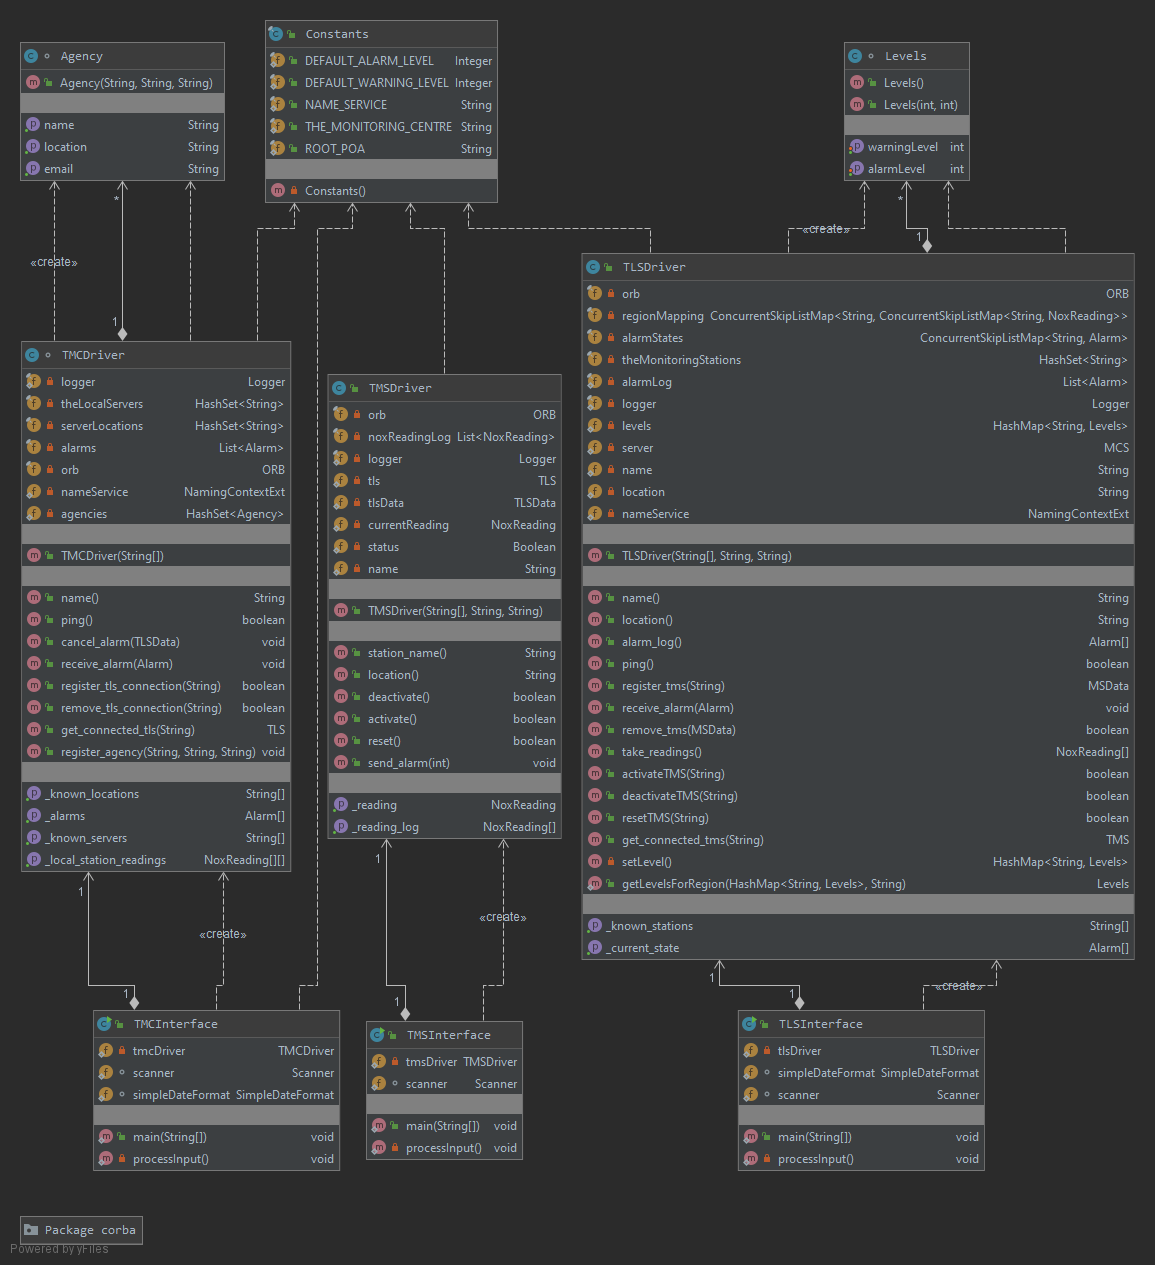 Agency
Agency(String, String, String)
name String
location String
email String
Constants
DEFAULT_ALARM_LEVEL Integer
DEFAULT_WARNING_LEVEL Integer
NAME_SERVICE String
THE_MONITORING_CENTRE String
ROOT_POA String
Constants()
Levels
Levels()
Levels(int, int)
warningLevel int
alarmLevel int
*
*
«create»
1
«create»
1
TMCDriver
logger Logger
theLocalServers HashSet<String>
serverLocations HashSet<String>
alarms List<Alarm>
orb ORB
nameService NamingContextExt
agencies HashSet<Agency>
TMCDriver(String[])
name() String
ping() boolean
cancel_alarm(TLSData) void
receive_alarm(Alarm) void
register_tls_connection(String) boolean
remove_tls_connection(String) boolean
get_connected_tls(String) TLS
register_agency(String, String, String) void
_known_locations String[]
_alarms Alarm[]
_known_servers String[]
_local_station_readings NoxReading[][]
TMSDriver
orb ORB
noxReadingLog List<NoxReading>
logger Logger
tls TLS
tlsData TLSData
currentReading NoxReading
status Boolean
name String
TMSDriver(String[], String, String)
station_name() String
location() String
deactivate() boolean
activate() boolean
reset() boolean
send_alarm(int) void
_reading NoxReading
_reading_log NoxReading[]
TLSDriver
orb ORB
regionMapping ConcurrentSkipListMap<String, ConcurrentSkipListMap<String, NoxReading>>
alarmStates ConcurrentSkipListMap<String, Alarm>
theMonitoringStations HashSet<String>
alarmLog List<Alarm>
logger Logger
levels HashMap<String, Levels>
server MCS
name String
location String
nameService NamingContextExt
TLSDriver(String[], String, String)
name() String
location() String
alarm_log() Alarm[]
ping() boolean
register_tms(String) MSData
receive_alarm(Alarm) void
remove_tms(MSData) boolean
take_readings() NoxReading[]
activateTMS(String) boolean
deactivateTMS(String) boolean
resetTMS(String) boolean
get_connected_tms(String) TMS
setLevel() HashMap<String, Levels>
getLevelsForRegion(HashMap<String, Levels>, String) Levels
_known_stations String[]
_current_state Alarm[]
1
«create»
1
1
«create»
1
1
«create»
1
TMCInterface
tmcDriver TMCDriver
scanner Scanner
simpleDateFormat SimpleDateFormat
main(String[]) void
processInput() void
TMSInterface
tmsDriver TMSDriver
scanner Scanner
main(String[]) void
processInput() void
TLSInterface
tlsDriver TLSDriver
simpleDateFormat SimpleDateFormat
scanner Scanner
main(String[]) void
processInput() void
Package corba
Powered by yFiles